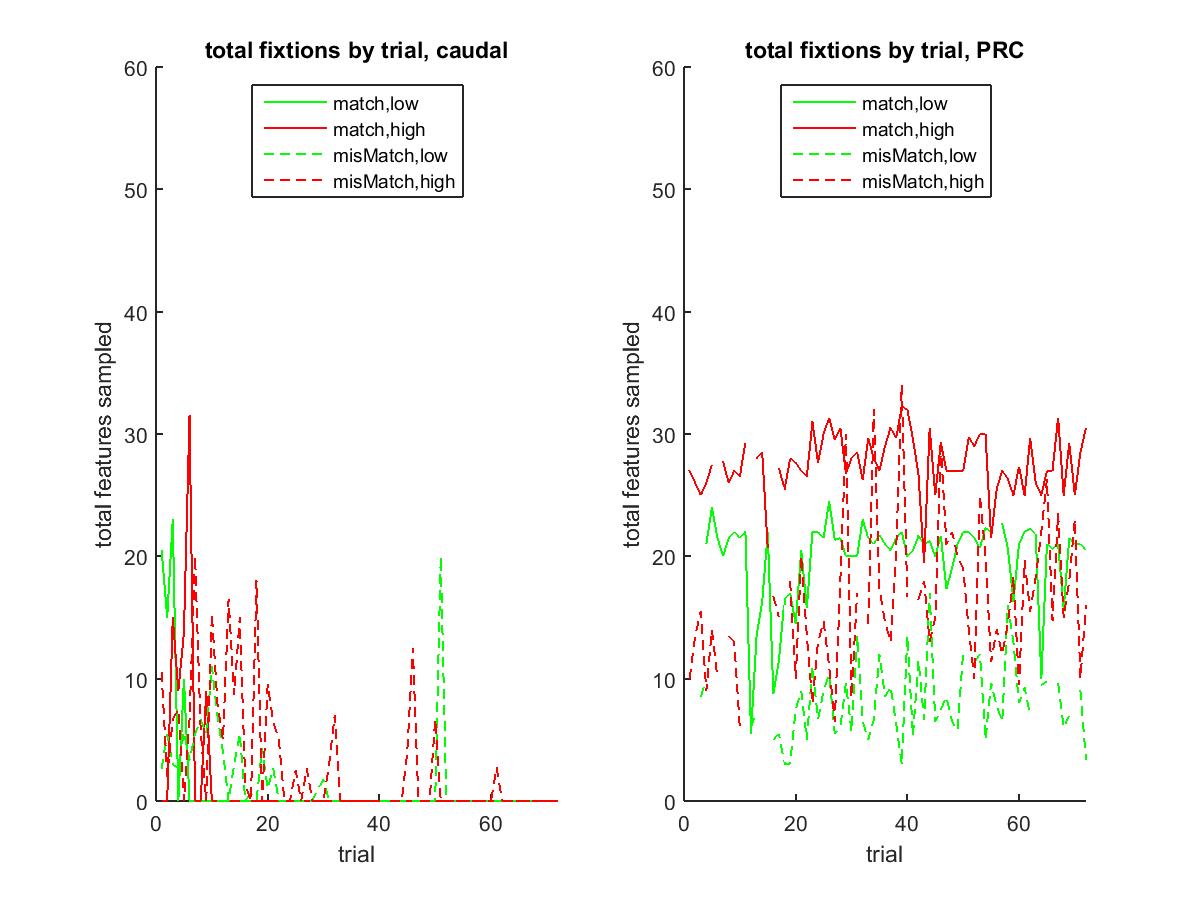 total fixtions by trial, caudal
60
50
40
30
20
10
0
total features sampled
match,low
match,high
misMatch,low
misMatch,high
0 20 40 60
trial
total fixtions by trial, PRC
60
50
40
30
20
10
0
total features sampled
match,low
match,high
misMatch,low
misMatch,high
0 20 40 60
trial